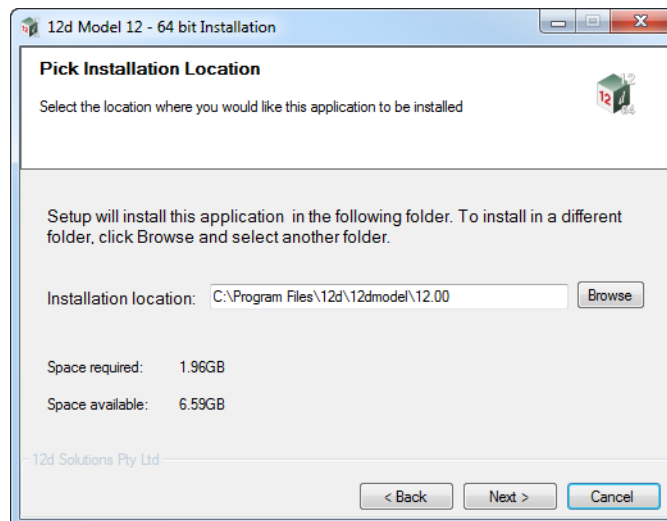 12d Model 12 - 64 bit Installation
Pick Installation Location
Select the location where you would like this application to be installed
12
12 d
64
Setup will install this application in the following folder. To install in a different
folder, click Browse and select another folder.
Installation location: C:\Program Files\12d\12dmodel\12.00 Browse
Space required: 1.96GB
Space available: 6.59GB
12d Solutions Pty Ltd
< Back Next > Cancel